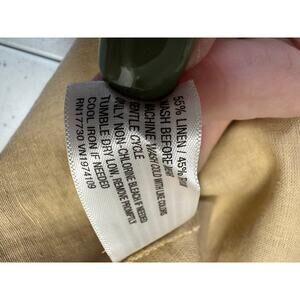 55% LINEN / 45%
WASH BEFORE
MACHINE WASH COLD WITH LIKE COLORS
GENTLE CYCLE
ONLY NON-CHLORINE BLEACH IF NEEDED
TUMBLE DRY LOW, REMOVE PROMPTLY
COOL IRON IF NEEDED
RN17730 VN1974109